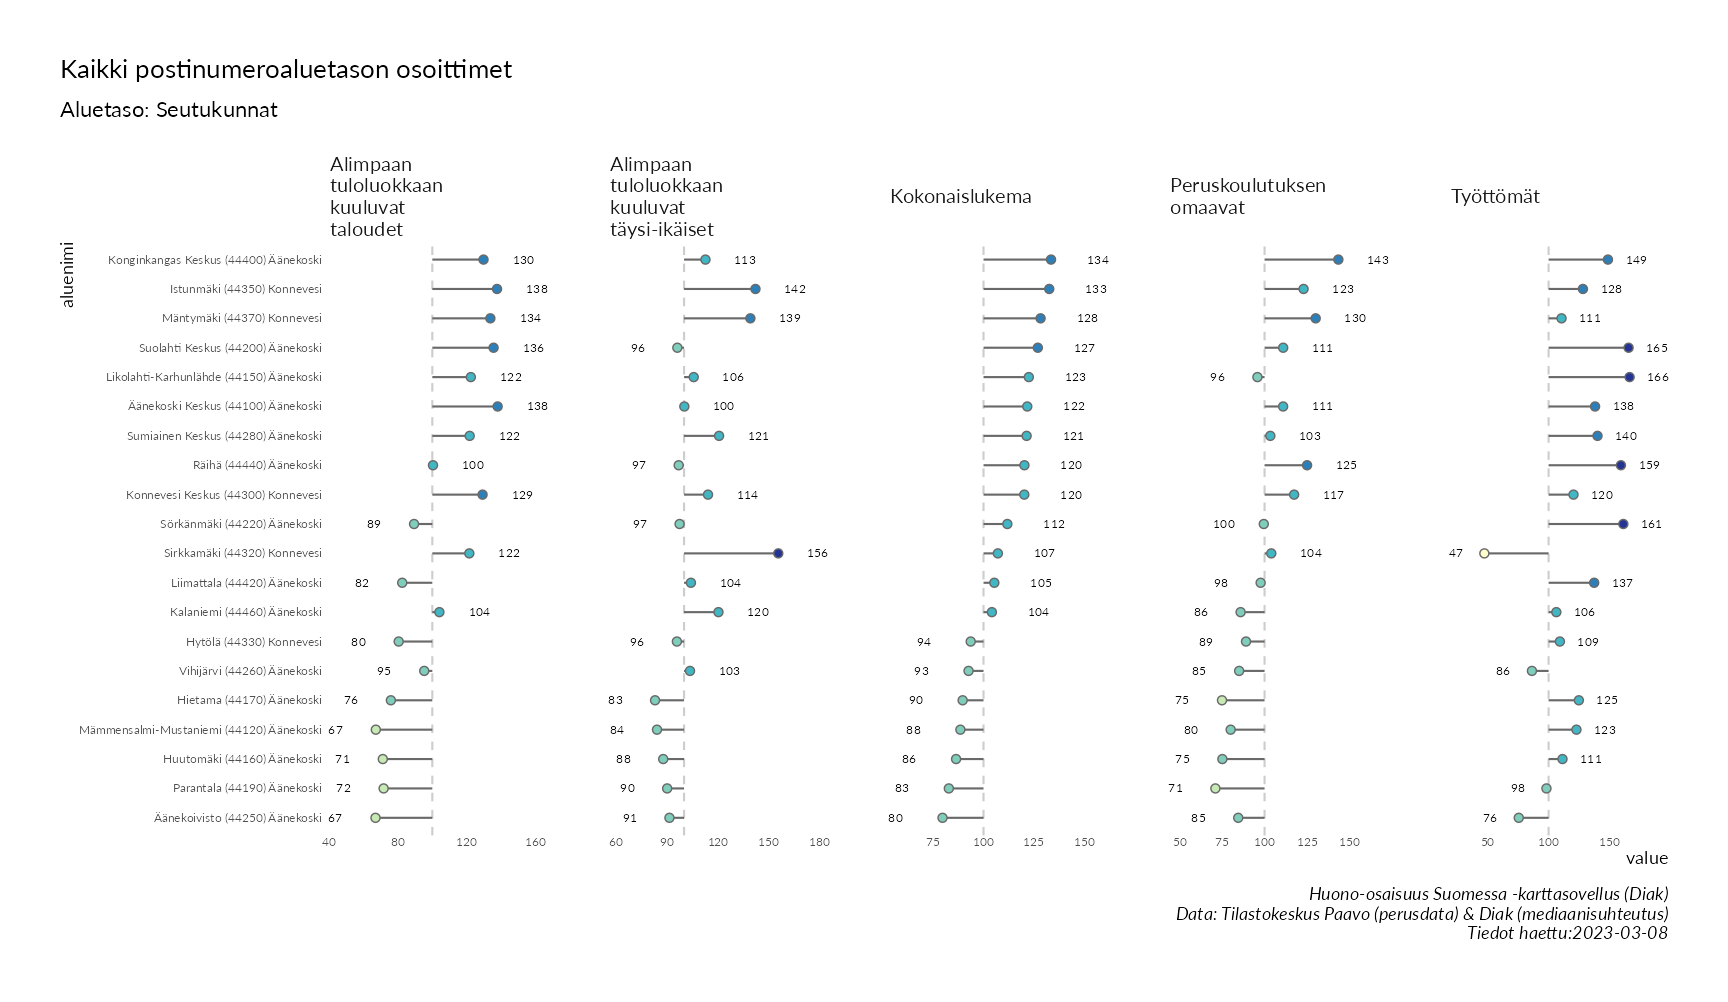 Kaikki postinumeroaluetason osoittimet
Aluetaso: Seutukunnat
Alimpaan
tuloluokkaan
kuuluvat
taloudet
Alimpaan
tuloluokkaan
kuuluvat
täysi-ikäiset
Kokonaislukema
Peruskoulutuksen
omaavat
Työttömät
aluenimi
Konginkangas Keskus (44400) Äänekoski 130 113 134 143 149
Istunmäki (44350) Konnevesi 138 142 133 123 128
Mäntymäki (44370) Konnevesi 134 139 128 130 111
Suolahti Keskus (44200) Äänekoski 136 96 127 111 165
Likolahti-Karhunlähde (44150) Äänekoski 122 106 123 96 166
Äänekoski Keskus (44100) Äänekoski 138 100 122 111 138
Sumiainen Keskus (44280) Äänekoski 122 121 121 103 140
Räihä (44440) Äänekoski 100 97 120 125 159
Konnevesi Keskus (44300) Konnevesi 129 114 120 117 120
Sörkänmäki (44220) Äänekoski 89 97 112 100 161
Sirkkamäki (44320) Konnevesi 122 156 107 104 47
Liimattala (44420) Äänekoski 82 104 105 98 137
Kalaniemi (44460) Äänekoski 104 120 104 86 106
Hytölä (44330) Konnevesi 80 96 94 89 109
Vihijärvi (44260) Äänekoski 95 103 93 85 86
Hietama (44170) Äänekoski 76 83 90 75 125
Mämmensalmi-Mustaniemi (44120) Äänekoski 67 84 88 80 123
Huutomäki (44160) Äänekoski 71 88 86 75 111
Parantala (44190) Äänekoski 72 90 83 71 98
Äänekoivisto (44250) Äänekoski 67 91 80 85 76
40 80 120 160 60 90 120 150 180 75 100 125 150 50 75 100 125 150 50 100 150
value
Huono-osaisuus Suomessa -karttasovellus (Diak)
Data: Tilastokeskus Paavo (perusdata) & Diak (mediaanisuhteutus)
Tiedot haettu:2023-03-08